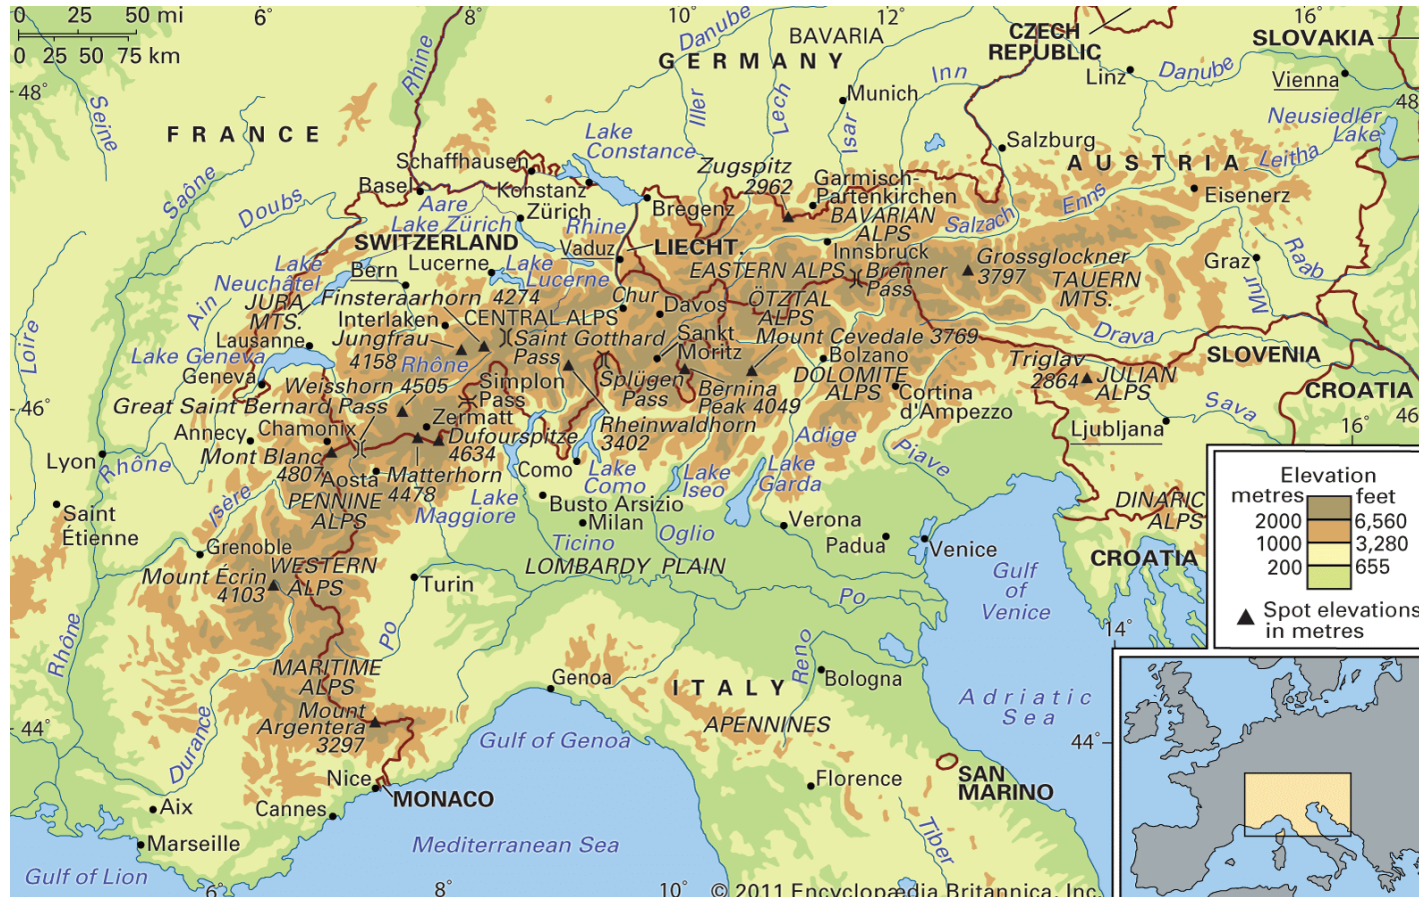 0 25 50 mi
0 25 50 75 km
6°
8°
10°
12°
16°
48°
46°
44°
Seine
FRANCE
Saône
Doubs
Rhine
Danube
BAVARIA
GERMANY
Iller
Lech
Isar
Munich
Inn
CZECH
REPUBLIC
Linz
Danube
SLOVAKIA
Vienna
48
Neusiedler
Lake
Leitha
Salzburg
AUSTRIA
Eisenerz
Enns
Salzach
Lake
Constance
Zugspitz
2962
Garmisch-
Partenkirchen
BAVARIAN
ALPS
Schaffhausen
Basel
Konstanz
Aare
Zürich
Lake Zürich
Rhine
Bregenz
SWITZERLAND
Vaduz
LIECHT.
Innsbruck
Grossglockner
3797
TAUERN
MTS.
Graz
Raab
Mur
Lake
Neuchâtel
Bern
Lucerne
Lake
Lucerne
EASTERN ALPS
Brenner
Pass
JURA
MTS.
Ain
Finsteraarhorn 4274
Chur
Davos
ÖTZTAL
ALPS
Interlaken
CENTRAL ALPS
Drava
Loire
Lausanne
Jungfrau
4158
Saint Gotthard
Pass
Sankt
Moritz
Mount Cevedale 3769
SLOVENIA
Lake Geneva
Geneva
Rhône
Bolzano
Triglav
2864
JULIAN
ALPS
CROATIA
Weisshorn 4505
Simplon
Pass
Splügen
Pass
Bernina
Peak 4049
DOLOMITE
ALPS
Cortina
d'Ampezzo
Great Saint Bernard Pass
Zermatt
Sava
16°
46
Annecy
Chamonix
Dufourspitze
4634
Rheinwaldhorn
3402
Adige
Piave
Ljubljana
Lyon
Rhône
Mont Blanc
4807
Aosta
Matterhorn
4478
Como
Lake
Como
Lake
Iseo
Lake
Garda
Saint
Étienne
Isère
PENNINE
ALPS
Lake
Maggiore
Busto Arsizio
Milan
Ticino
Oglio
Verona
Padua
Venice
DINARIC
ALPS
Grenoble
WESTERN
ALPS
LOMBARDY PLAIN
CROATIA
Mount Écrin
4103
Turin
Po
Po
Gulf
of
Venice
Rhône
14°
MARITIME
ALPS
Genoa
ITALY
Reno
Bologna
Adriatic
Sea
Mount
Argentera
3297
APENNINES
Gulf of Genoa
44°
Durance
Nice
MONACO
Florence
SAN
MARINO
Aix
Cannes
Marseille
Mediterranean Sea
Tiber
Gulf of Lion
6°
8°
10°
© 2011 Encyclopædia Britannica, Inc.
Elevation
metres feet
2000 6,560
1000 3,280
200 655
▲ Spot elevations
in metres